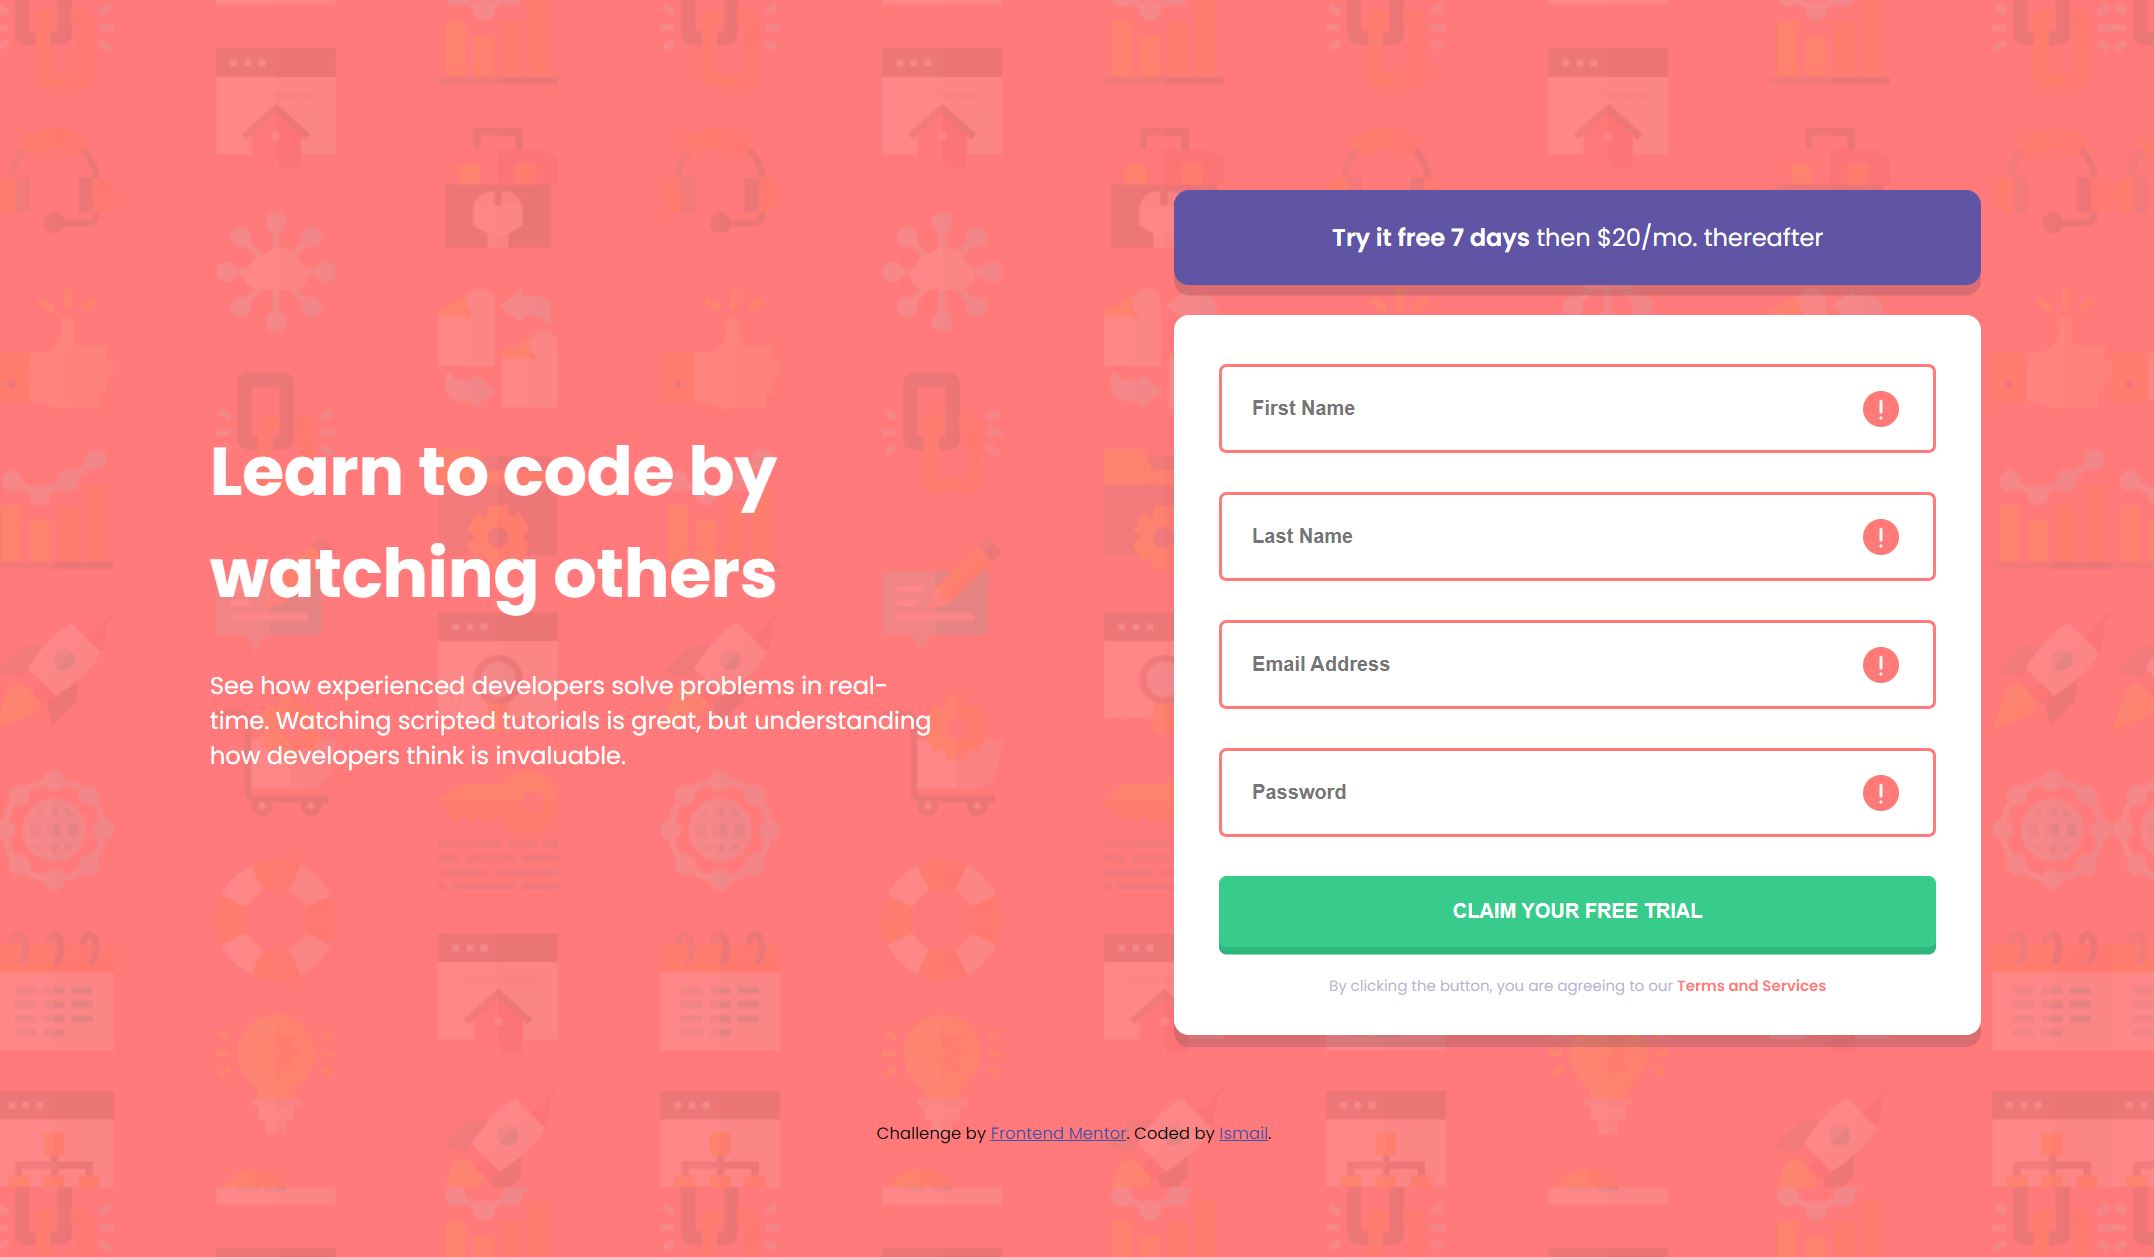 Learn to code by
watching others
See how experienced developers solve problems in real-
time. Watching scripted tutorials is great, but understanding
how developers think is invaluable.
Try it free 7 days then $20/mo. thereafter
First Name
Last Name
Email Address
Password
CLAIM YOUR FREE TRIAL
By clicking the button, you are agreeing to our Terms and Services
Challenge by Frontend Mentor. Coded by Ismail.